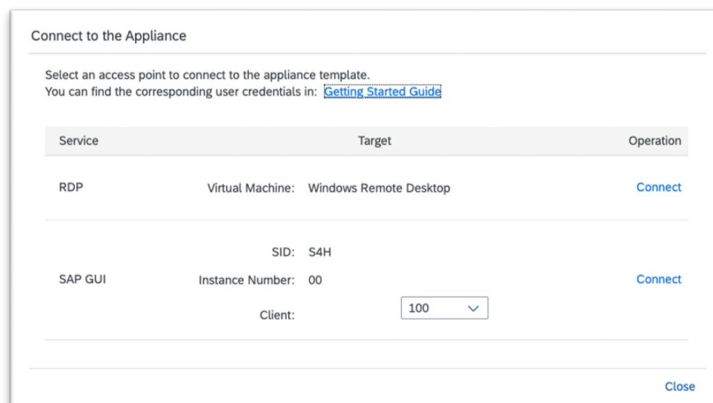 Connect to the Appliance
Select an access point to connect to the appliance template.
You can find the corresponding user credentials in: Getting Started Guide
Service Target Operation
RDP Virtual Machine: Windows Remote Desktop Connect
SID: S4H
SAP GUI Instance Number: 00 Connect
Client: 100
Close